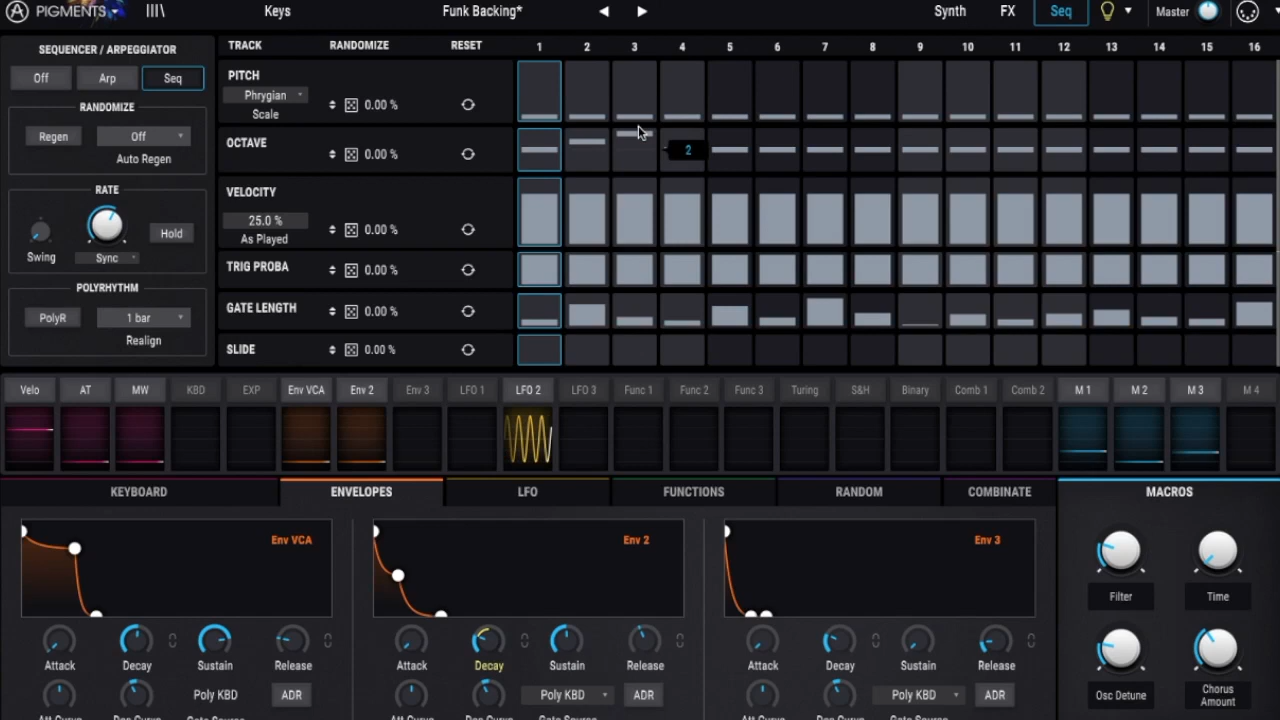 PIGMENTS Keys Funk Backing* Synth FX Seq Master
SEQUENCER / ARPEGGIATOR TRACK RANDOMIZE RESET 1 2 3 4 5 6 7 8 9 10 11 12 13 14 15 16
Off Arp Seq
PITCH
Phrygian
Scale
0.00 %
RANDOMIZE
Regen Off
Auto Regen
OCTAVE
0.00 %
2
RATE
Swing Sync Hold
VELOCITY
25.0 %
As Played
0.00 %
TRIG PROBA 0.00 %
POLYRHYTHM
PolyR 1 bar
Realign
GATE LENGTH 0.00 %
SLIDE 0.00 %
Velo AT MW KBD EXP Env VCA Env 2 Env 3 LFO 1 LFO 2 LFO 3 Func 1 Func 2 Func 3 Turing S&H Binary Comb 1 Comb 2 M 1 M 2 M 3 M 4
KEYBOARD ENVELOPES LFO FUNCTIONS RANDOM COMBINATE MACROS
Env VCA Env 2 Env 3
Filter Time
Attack Decay Sustain Release Attack Decay Sustain Release Attack Decay Sustain Release
Poly KBD ADR Poly KBD ADR Poly KBD ADR
Osc Detune Chorus
Amount